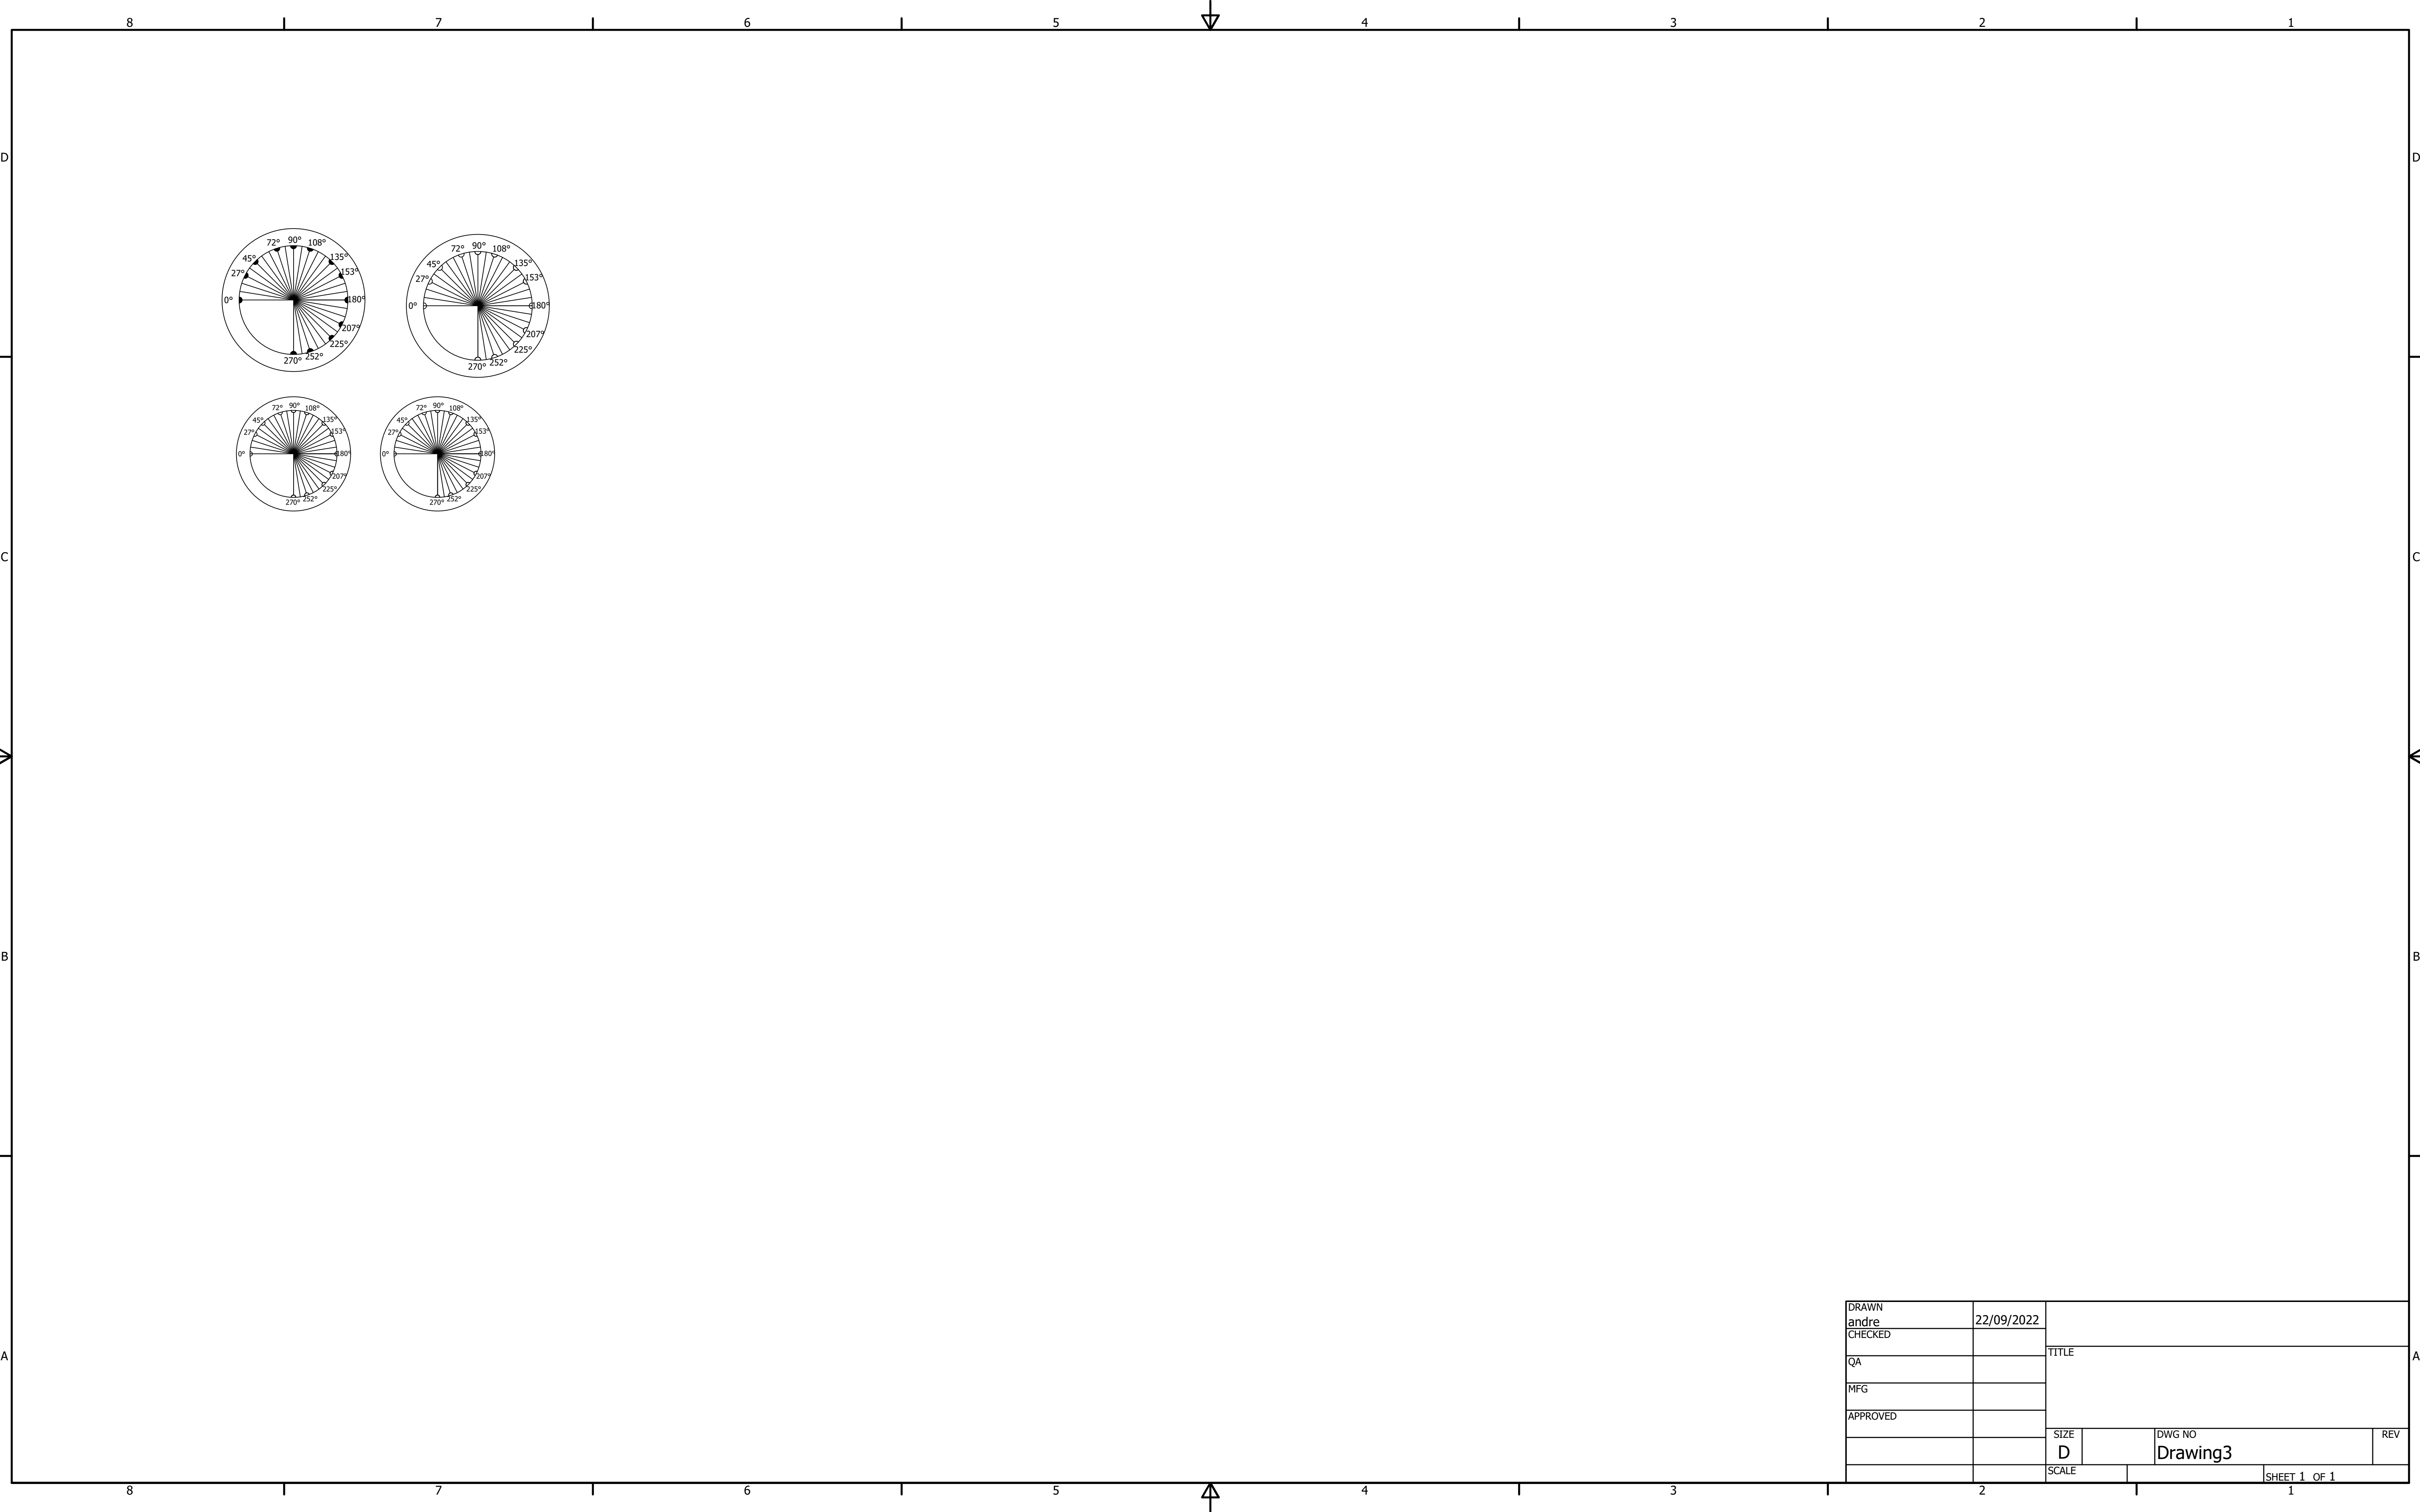 8 7 6 5 4 3 2 1
D D
72° 90° 108°
45° 135°
27° 153°
0° 180°
207°
225°
270° 252°
72° 90° 108°
45° 135°
27° 153°
0° 180°
207°
225°
270° 252°
72° 90° 108°
45° 135°
27° 153°
0° 180°
207°
225°
270° 252°
72° 90° 108°
45° 135°
27° 153°
0° 180°
207°
225°
270° 252°
C C
B B
A A
DRAWN
andre 22/09/2022
CHECKED
QA
MFG
APPROVED
TITLE
SIZE DWG NO REV
D Drawing3
SCALE SHEET 1 OF 1
8 7 6 5 4 3 2 1